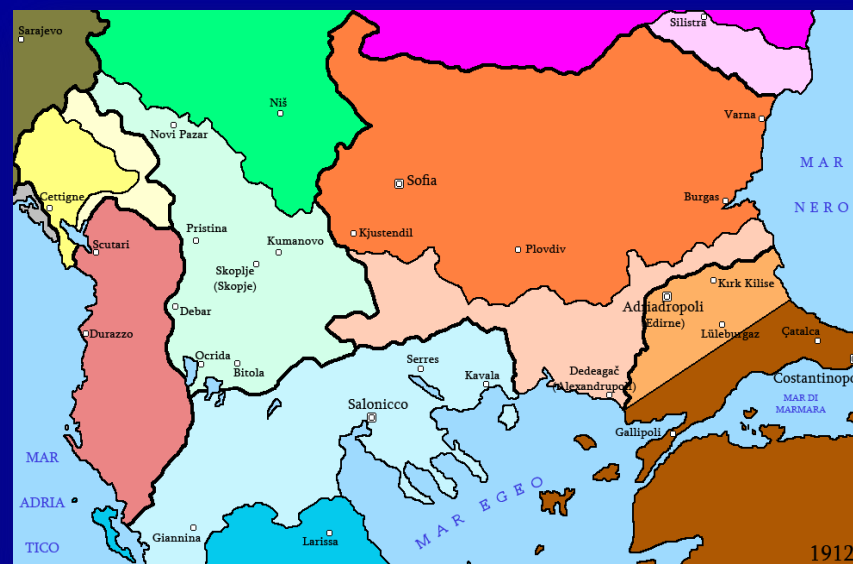 Silistra
Sarajevo
Niš
Varna
Novi Pazar
MAR
NERO
Sofia
Cettigne
Burgas
Pristina
Kjustendil
Scutari
Kumanovo
Plovdiv
Skoplje
(Skopje)
Kırk Kilise
Debar
Adriadropoli
(Edirne)
Durazzo
Lüleburgaz
Çatalca
Ocrida
Bitola
Serres
Kavala
Dedeagač
(Alexandrupoli)
Costantinopo
MAR DI
MARMARA
Salonicco
Gallipoli
MAR
ADRIA
TICO
MAR EGEO
Giannina
Larissa
1912